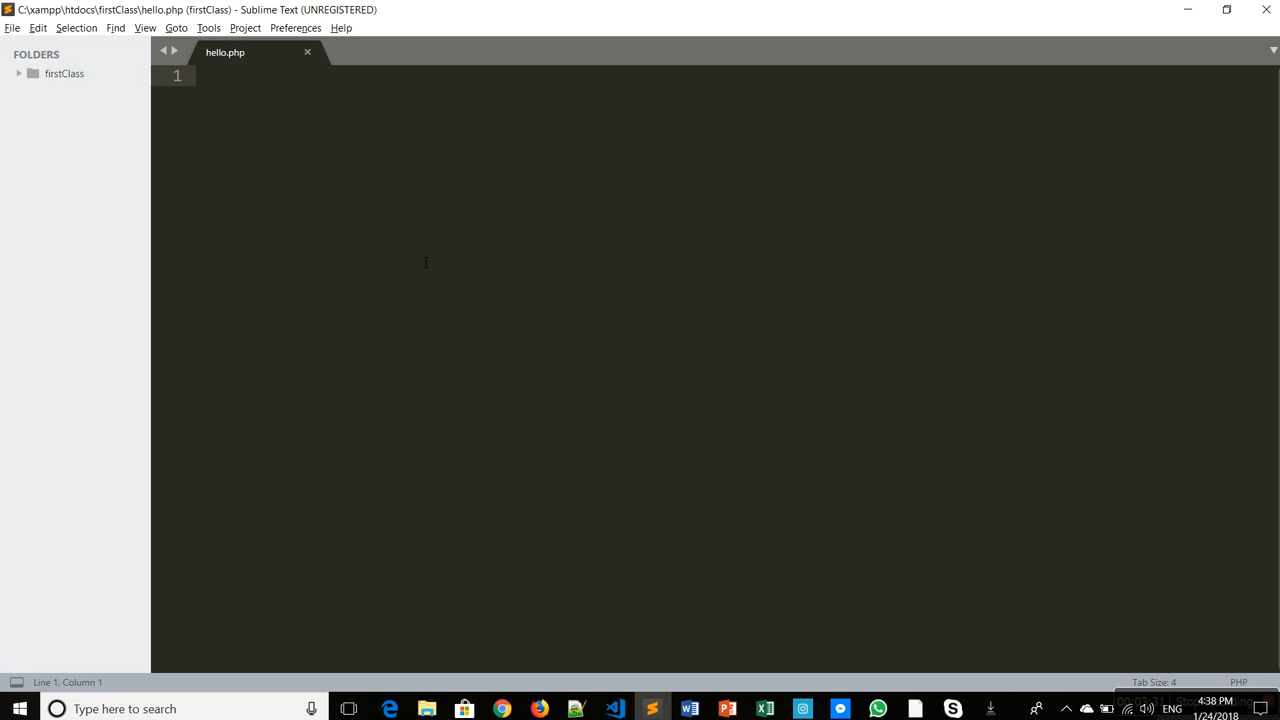 C:\xampp\htdocs\firstClass\hello.php (firstClass) - Sublime Text (UNREGISTERED)
File Edit Selection Find View Goto Tools Project Preferences Help
FOLDERS
hello.php
firstClass
1
Line 1, Column 1
Tab Size: 4
PHP
Type here to search
ENG
4:38 PM
1/24/2018